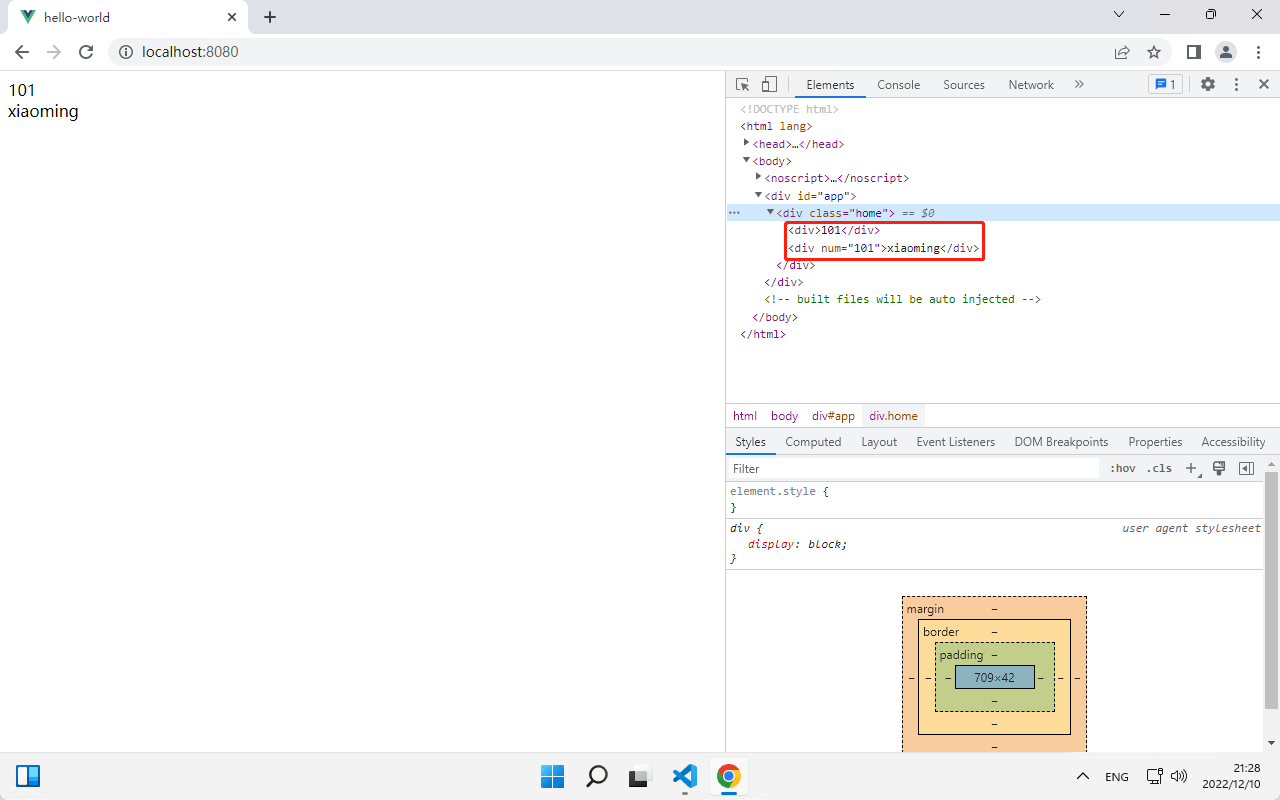 hello-world
localhost:8080
101
xiaoming
Elements
Console
Sources
Network
1
<!DOCTYPE html>
<html lang>
<head>…</head>
<body>
<noscript>…</noscript>
<div id="app">
<div class="home"> == $0
<div>101</div>
<div num="101">xiaoming</div>
</div>
</div>
<!-- built files will be auto injected -->
</body>
</html>
html body div#app div.home
Styles Computed Layout Event Listeners DOM Breakpoints Properties Accessibility
Filter
:hov .cls
element.style {
}
div {
user agent stylesheet
display: block;
}
margin –
border –
padding –
– – – 709×42 – – –
–
–
–
ENG
21:28
2022/12/10